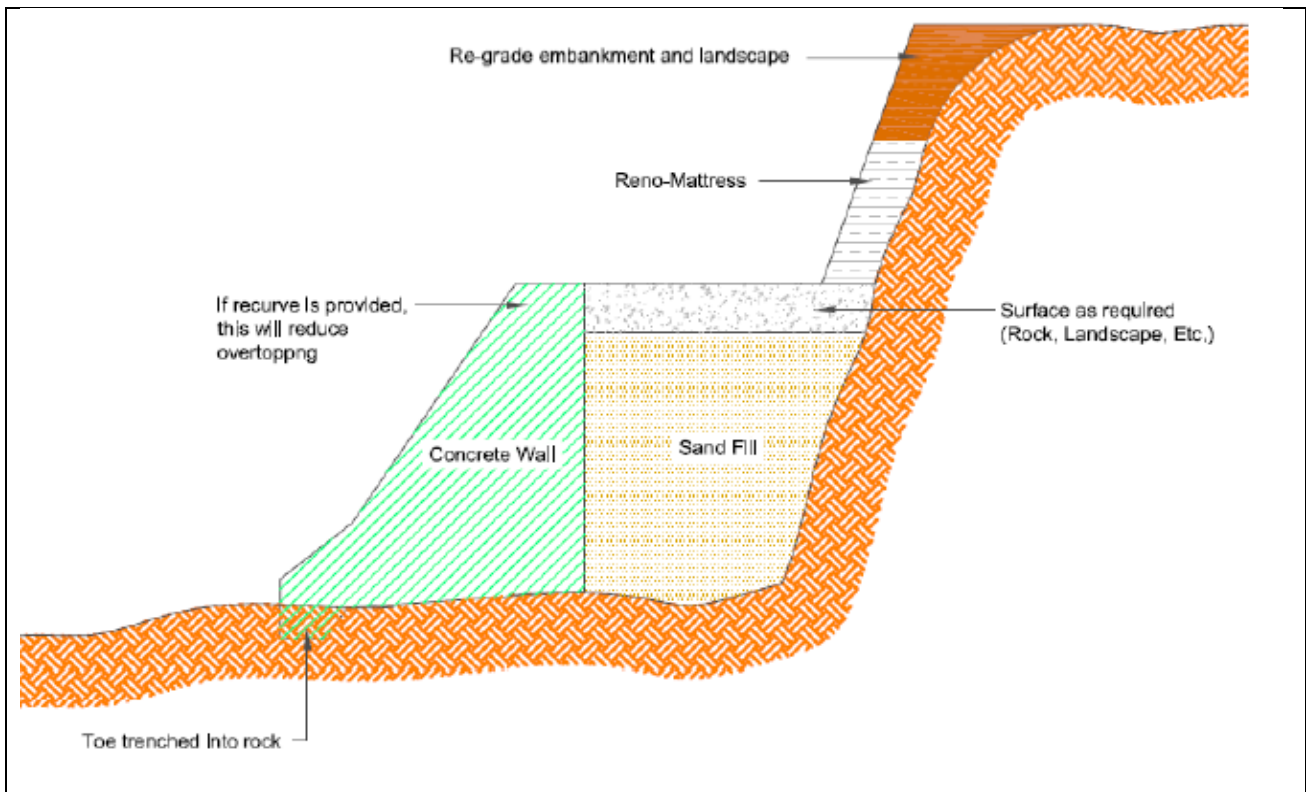 Re-grade embankment and landscape
Reno-Mattress
If recurve is provided,
this will reduce
overtoppng
Surface as required
(Rock, Landscape, Etc.)
Concrete Wall
Sand Fill
Toe trenched Into rock